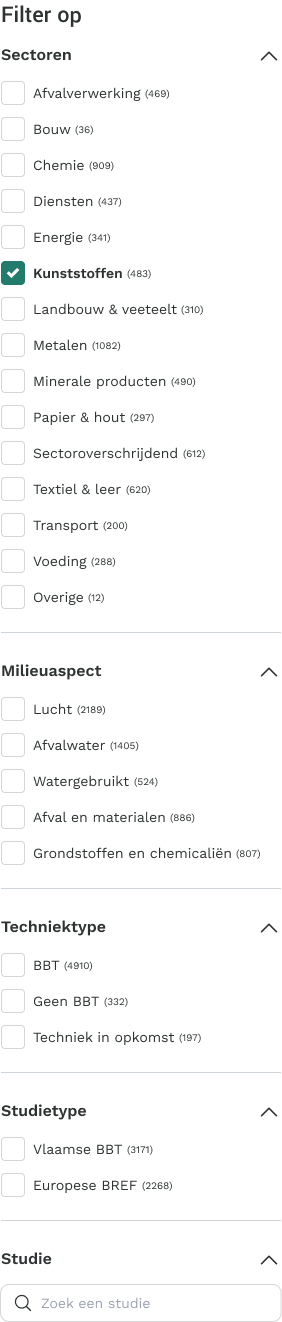 Filter op
Sectoren
Afvalverwerking (469)
Bouw (36)
Chemie (909)
Diensten (437)
Energie (341)
Kunststoffen (483)
Landbouw & veeteelt (310)
Metalen (1082)
Minerale producten (490)
Papier & hout (297)
Sectoroverschrijdend (612)
Textiel & leer (620)
Transport (200)
Voeding (288)
Overige (12)
Milieuaspect
Lucht (2189)
Afvalwater (1405)
Watergebruikt (524)
Afval en materialen (886)
Grondstoffen en chemicaliën (807)
Techniektype
BBT (4910)
Geen BBT (332)
Techniek in opkomst (197)
Studietype
Vlaamse BBT (3171)
Europese BREF (2268)
Studie
Zoek een studie